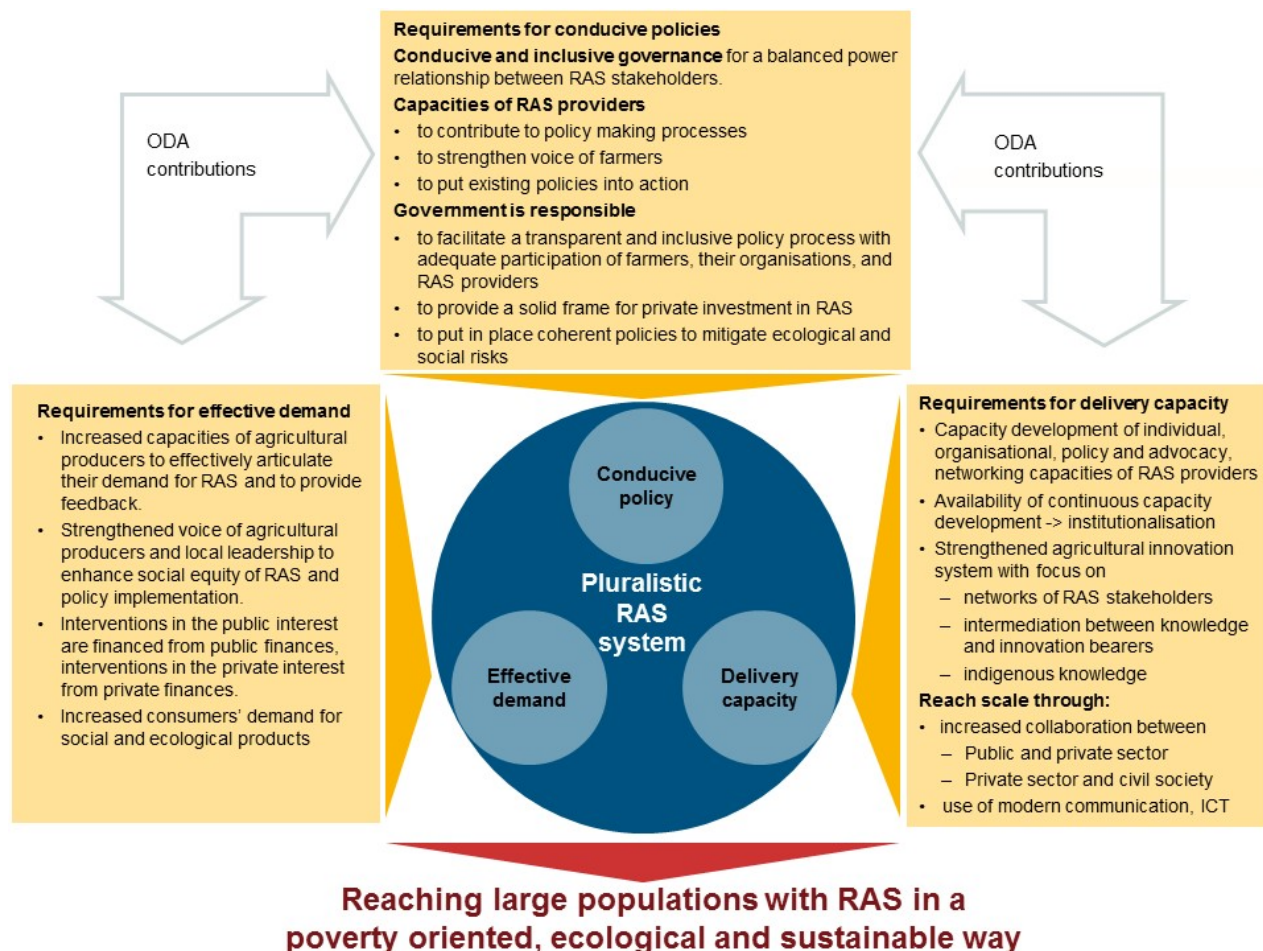 Requirements for conducive policies
Conducive and inclusive governance for a balanced power
relationship between RAS stakeholders.
Capacities of RAS providers
• to contribute to policy making processes
• to strengthen voice of farmers
• to put existing policies into action
Government is responsible
• to facilitate a transparent and inclusive policy process with
adequate participation of farmers, their organisations, and
RAS providers
• to provide a solid frame for private investment in RAS
• to put in place coherent policies to mitigate ecological and
social risks
ODA
contributions
ODA
contributions
Requirements for effective demand
• Increased capacities of agricultural
producers to effectively articulate
their demand for RAS and to provide
feedback.
• Strengthened voice of agricultural
producers and local leadership to
enhance social equity of RAS and
policy implementation.
• Interventions in the public interest
are financed from public finances,
interventions in the private interest
from private finances.
• Increased consumers’ demand for
social and ecological products
Conducive
policy
Pluralistic
RAS
system
Effective
demand
Delivery
capacity
Requirements for delivery capacity
• Capacity development of individual,
organisational, policy and advocacy,
networking capacities of RAS providers
• Availability of continuous capacity
development -> institutionalisation
• Strengthened agricultural innovation
system with focus on
– networks of RAS stakeholders
– intermediation between knowledge
and innovation bearers
– indigenous knowledge
Reach scale through:
• increased collaboration between
– Public and private sector
– Private sector and civil society
• use of modern communication, ICT
Reaching large populations with RAS in a
poverty oriented, ecological and sustainable way